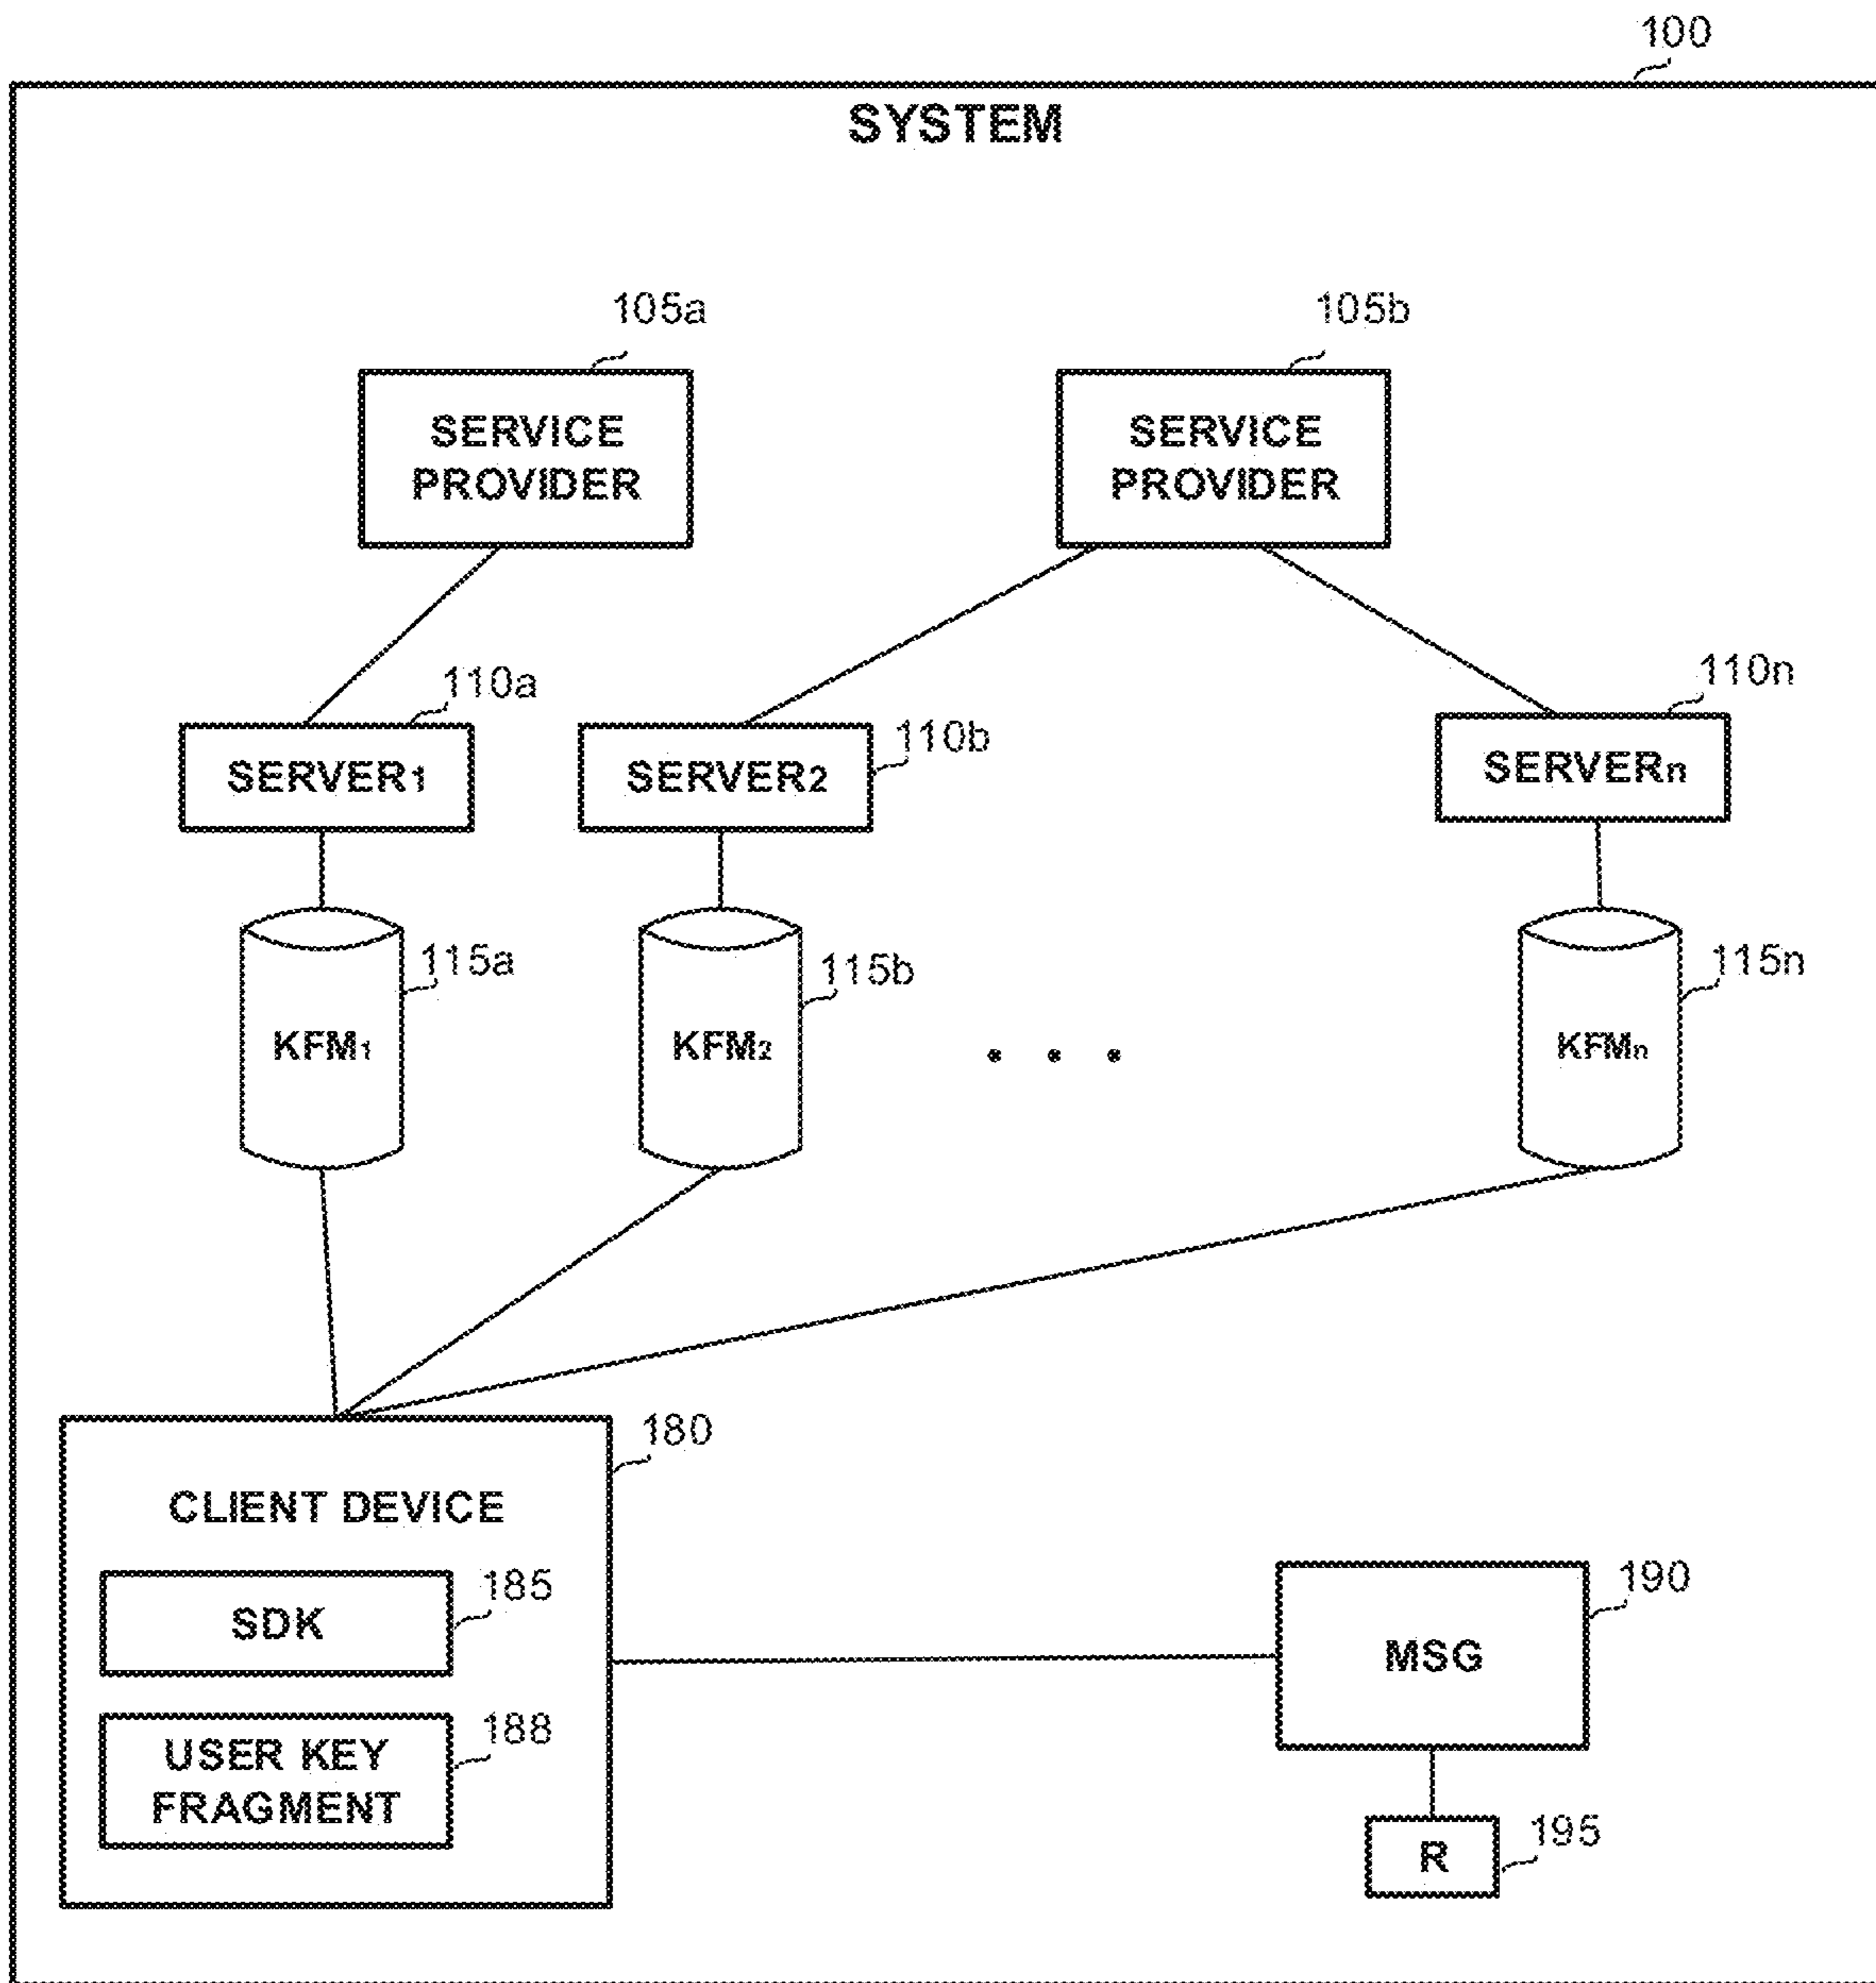 100
SYSTEM
105a
105b
SERVICE
PROVIDER
SERVICE
PROVIDER
110a
110b
110n
SERVER1
SERVER2
SERVERn
115a
115b
115n
KFM1
KFM2
. . .
KFMn
180
CLIENT DEVICE
185
SDK
188
USER KEY
FRAGMENT
190
MSG
195
R